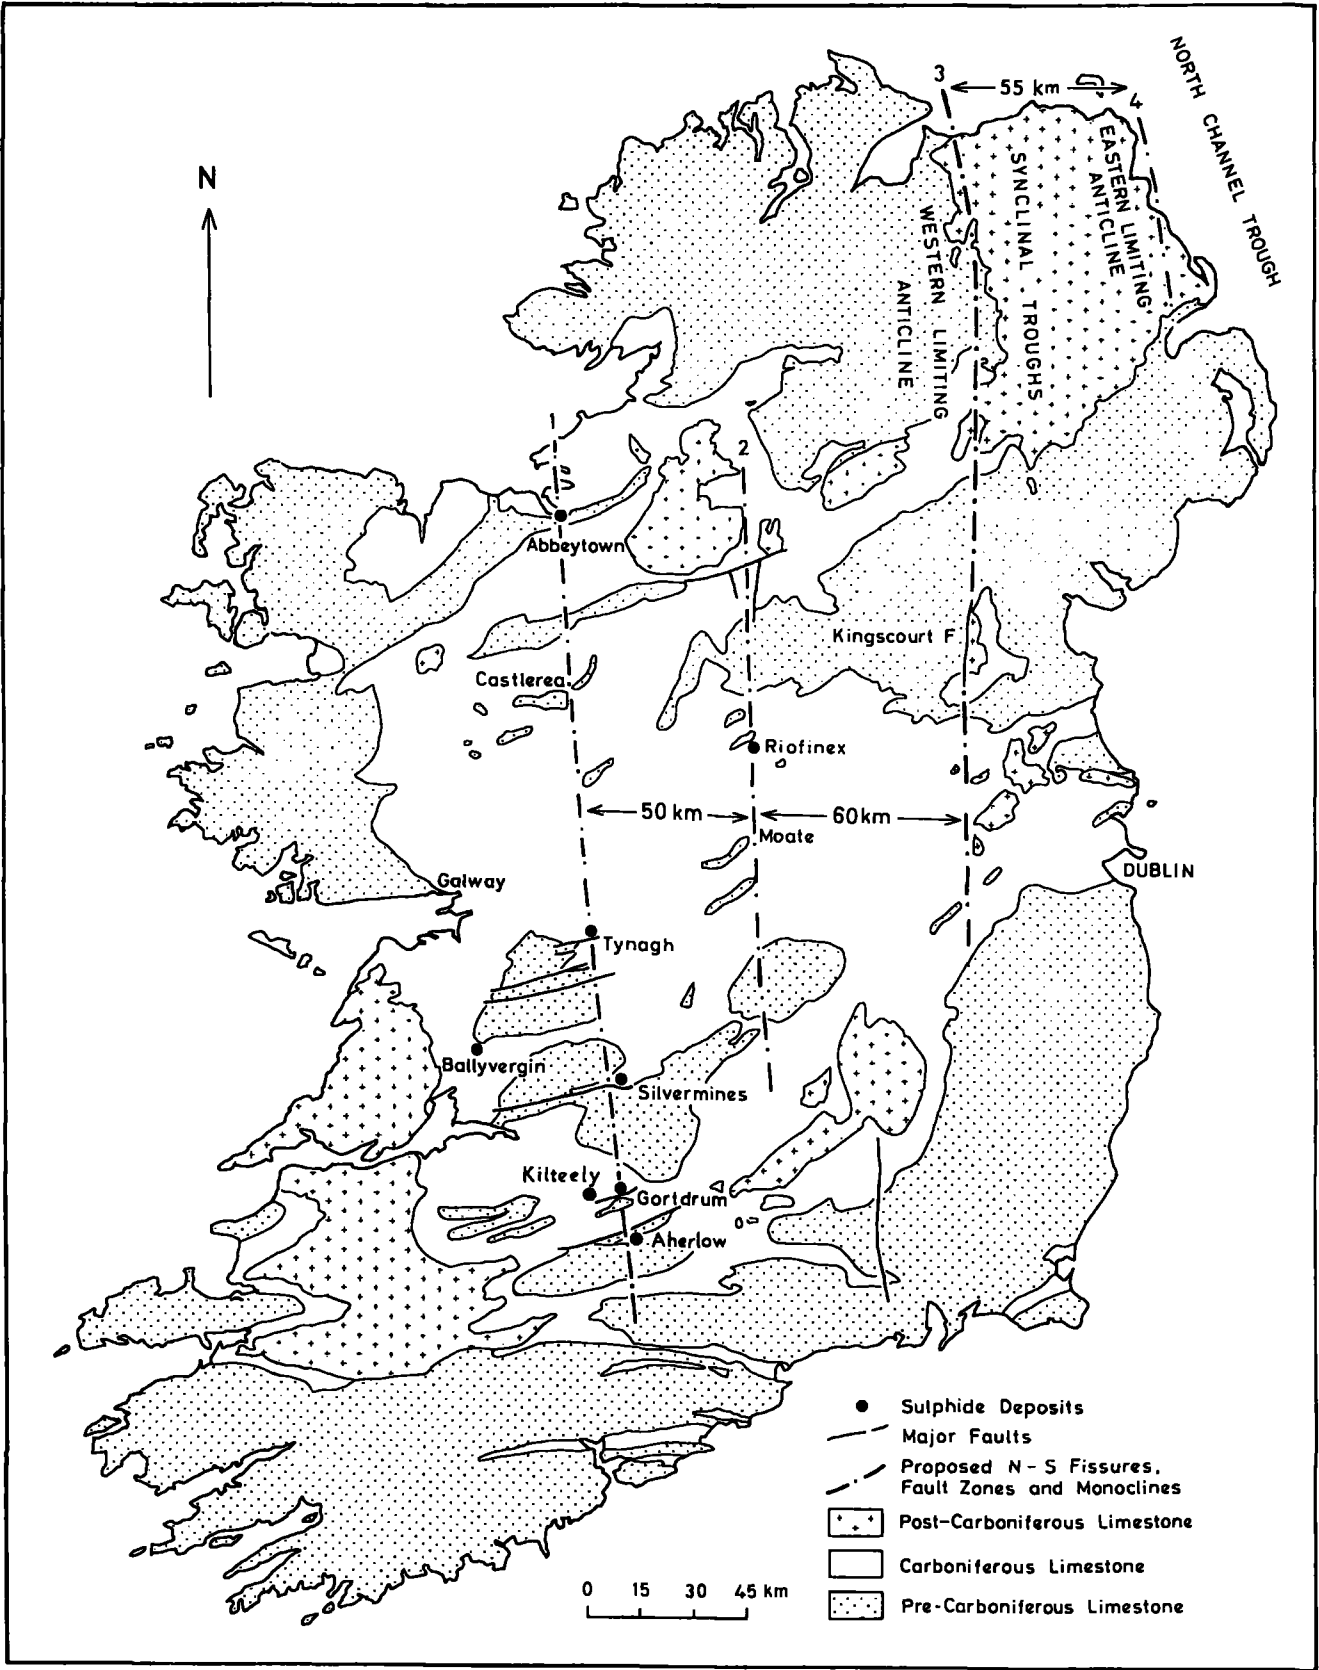 3
55 km
4
NORTH CHANNEL TROUGH
N
EASTERN LIMITING
ANTICLINE
SYNCLINAL TROUGHS
WESTERN LIMITING
ANTICLINE
1
2
Abbeytown
Kingscourt F
Castlerea
Riofinex
50 km
60km
Moate
DUBLIN
Galway
Tynagh
Ballyvergin
Silvermines
Kilteely
Gortdrum
Aherlow
Sulphide Deposits
Major Faults
Proposed N-S Fissures,
Fault Zones and Monoclines
Post-Carboniferous Limestone
Carboniferous Limestone
Pre-Carboniferous Limestone
0 15 30 45 km